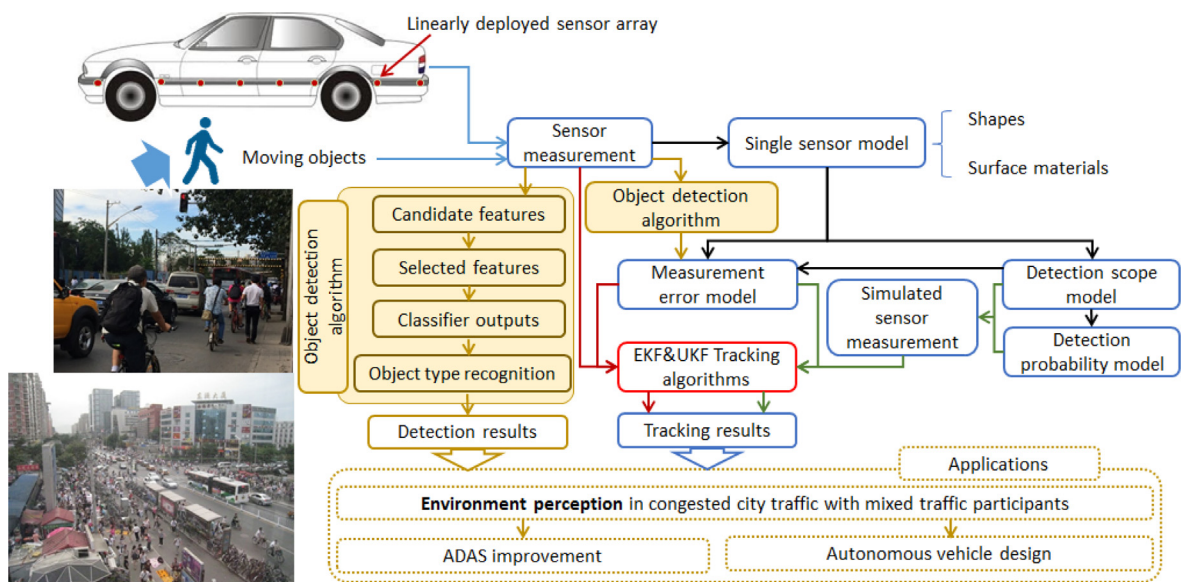 Linearly deployed sensor array
Moving objects
Sensor
measurement
Single sensor model
Shapes
Surface materials
Object detection
algorithm
Candidate features
Selected features
Classifier outputs
Object type recognition
Object detection
algorithm
Measurement
error model
Simulated
sensor
measurement
Detection scope
model
Detection
probability model
EKF&UKF Tracking
algorithms
Detection results
Tracking results
Applications
Environment perception in congested city traffic with mixed traffic participants
ADAS improvement
Autonomous vehicle design